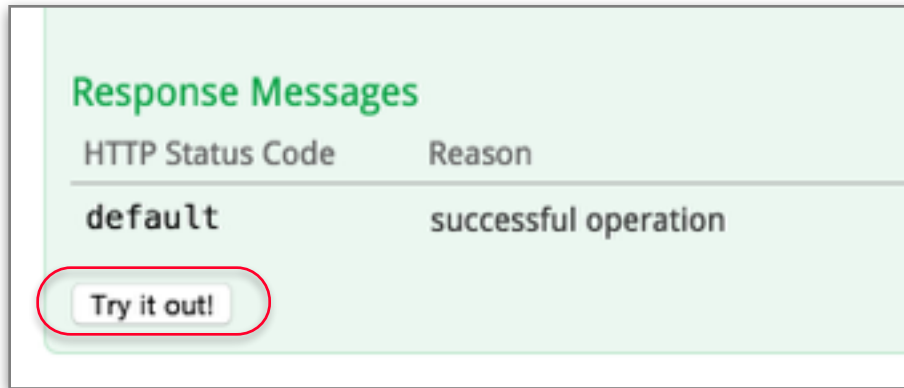 Response Messages
HTTP Status Code Reason
default successful operation
Try it out!